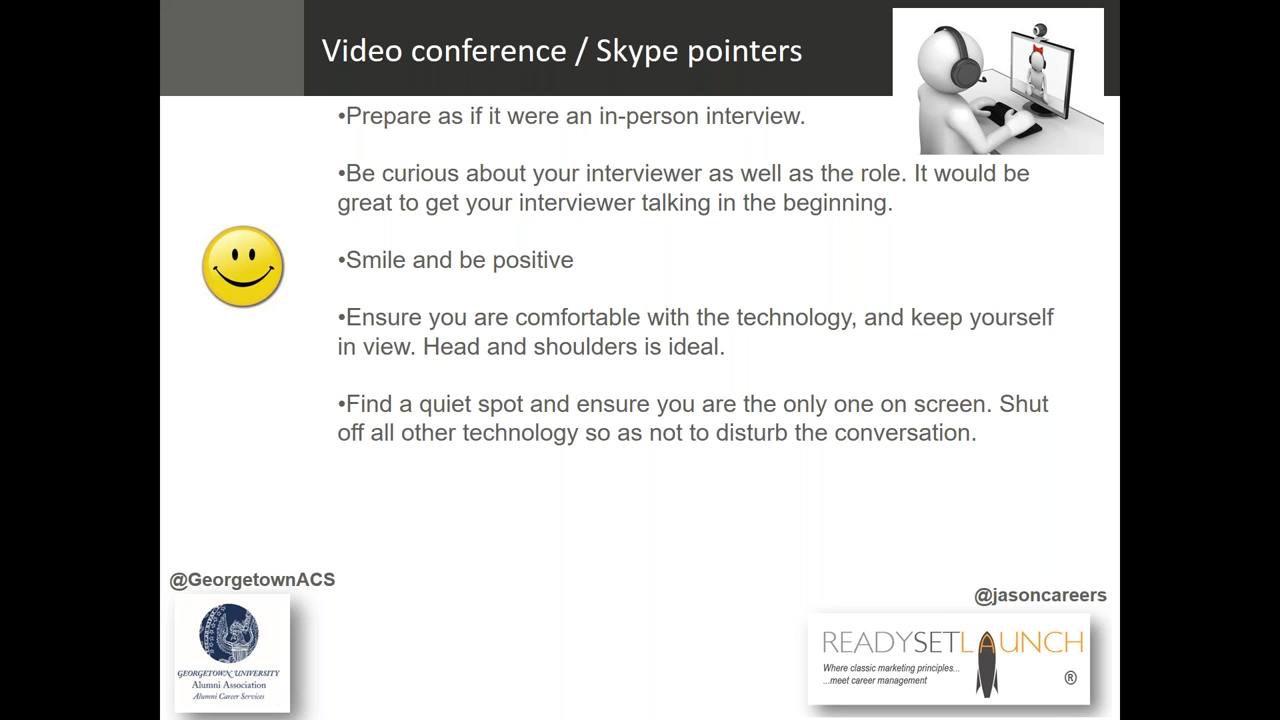 Video conference / Skype pointers
•Prepare as if it were an in-person interview.
•Be curious about your interviewer as well as the role. It would be
great to get your interviewer talking in the beginning.
•Smile and be positive
•Ensure you are comfortable with the technology, and keep yourself
in view. Head and shoulders is ideal.
•Find a quiet spot and ensure you are the only one on screen. Shut
off all other technology so as not to disturb the conversation.
@GeorgetownACS
GEORGETOWN UNIVERSITY
Alumni Association
Alumni Career Services
@jasoncareers
READYSETLAUNCH
Where classic marketing principles...
...meet career management
®